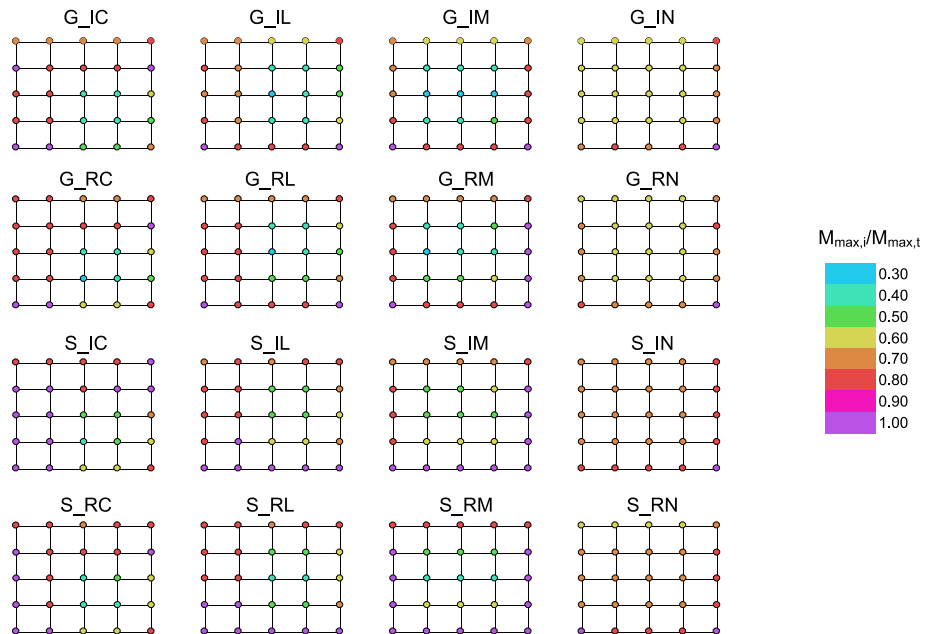 G_IC G_IL G_IM G_IN
G_RC G_RL G_RM G_RN
M_max,i/M_max,t
0.30
0.40
0.50
0.60
0.70
0.80
0.90
1.00
S_IC S_IL S_IM S_IN
S_RC S_RL S_RM S_RN